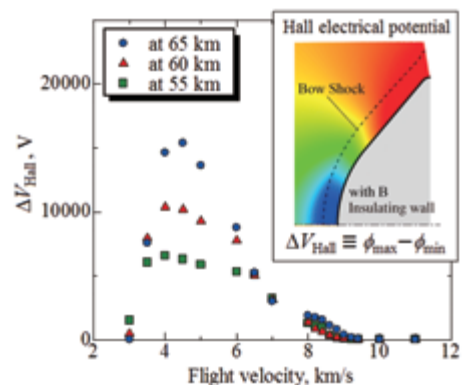 Hall electrical potential
at 65 km
at 60 km
at 55 km
Bow Shock
with B
Insulating wall
ΔV_Hall ≡ ϕ_max−ϕ_min
ΔV_Hall, V
20000
10000
0
2 4 6 8 10 12
Flight velocity, km/s